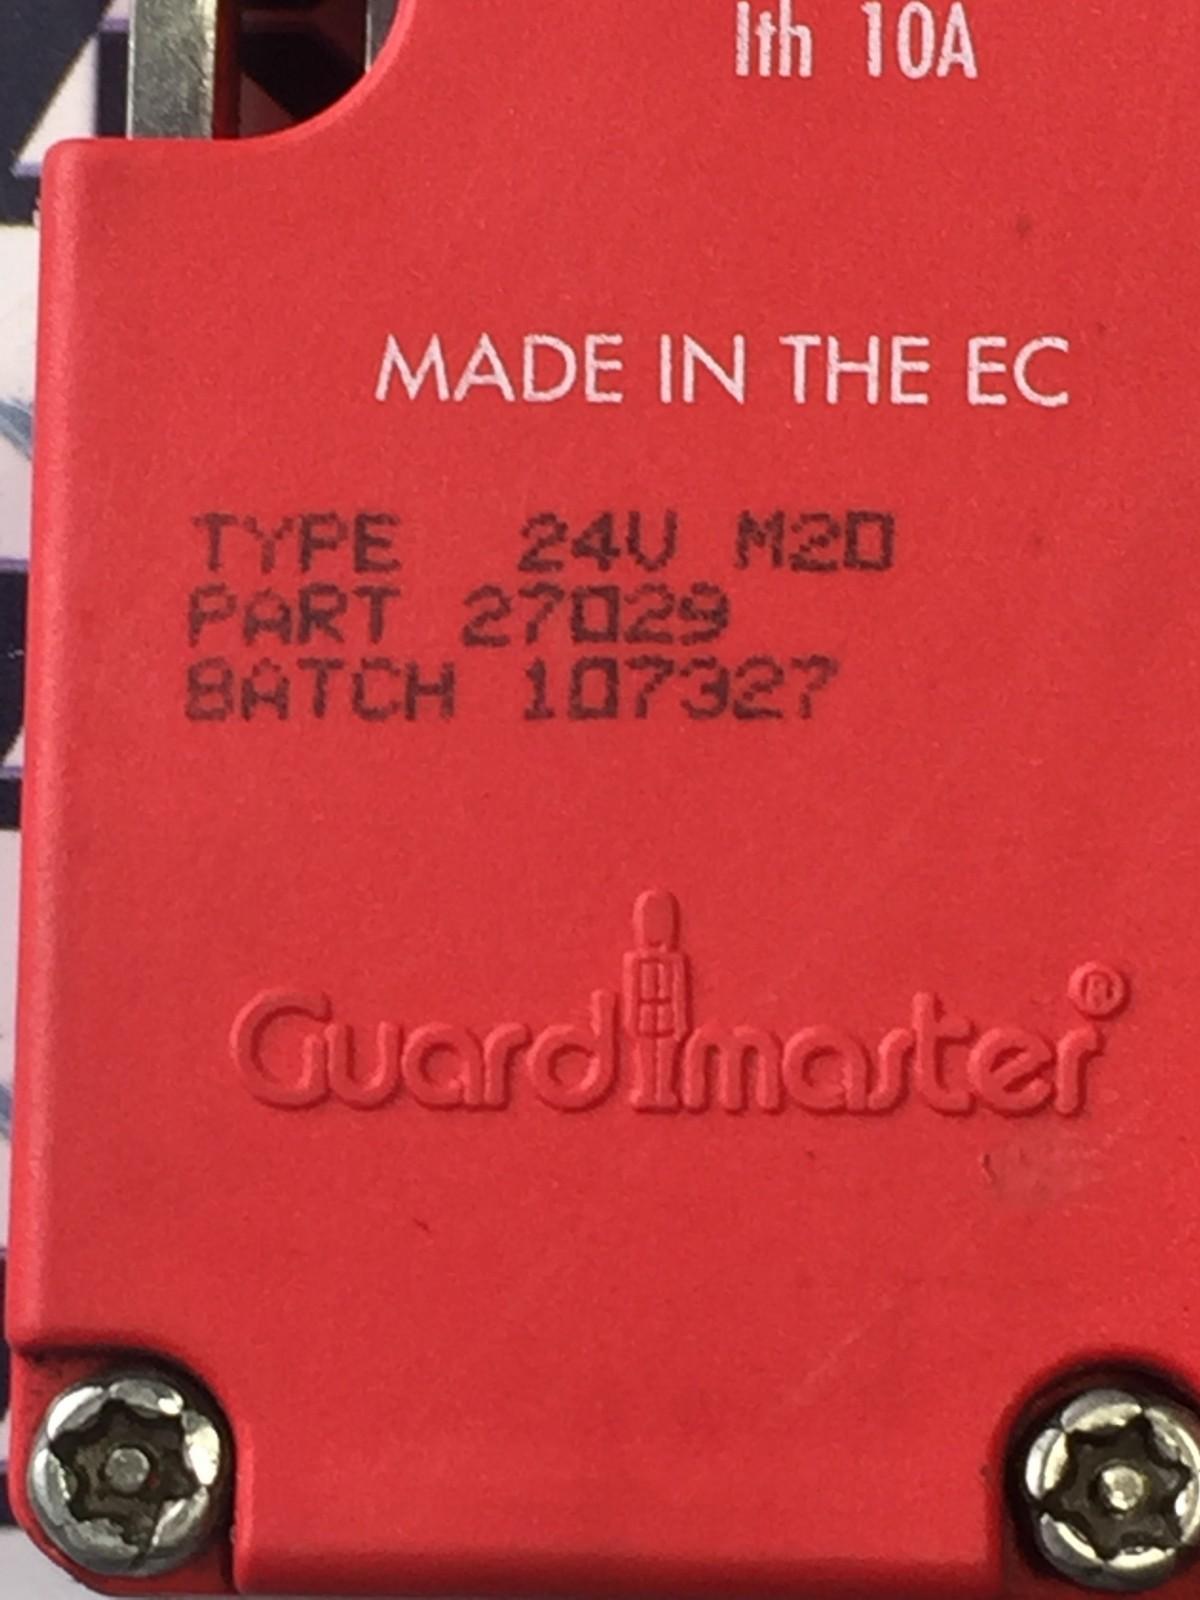 Ith 10A
MADE IN THE EC
TYPE 24V M20
PART 27029
BATCH 107327
Guardmaster®